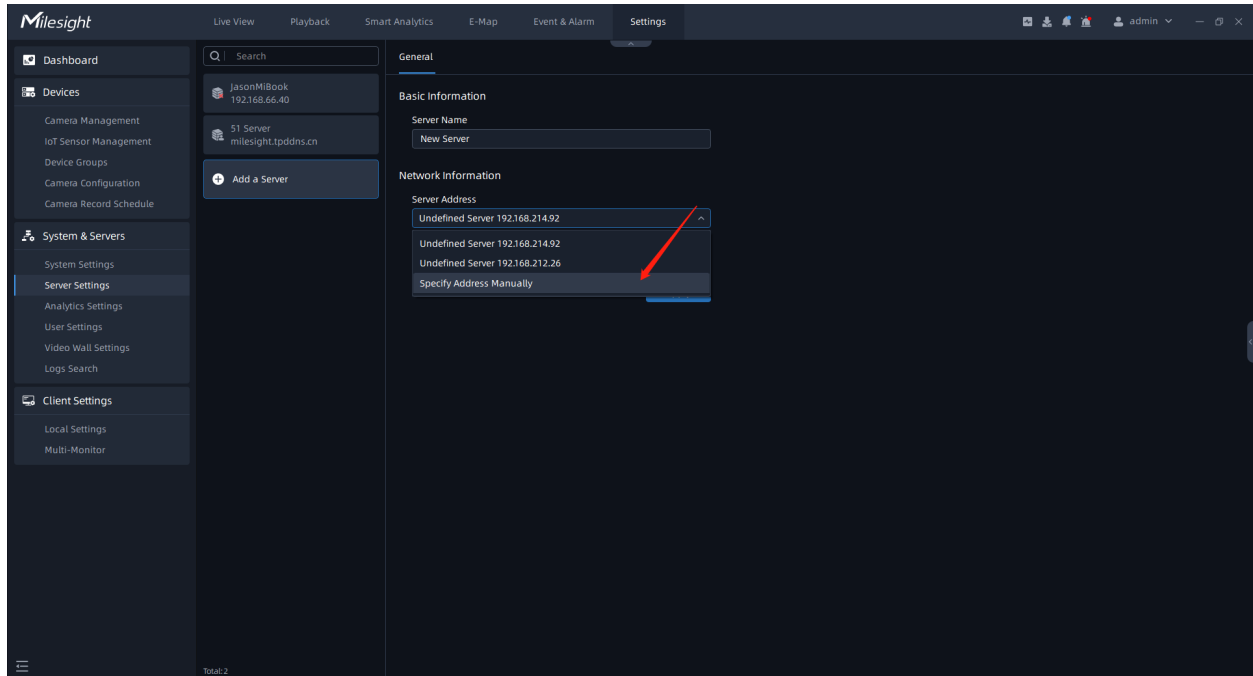 Milesight
Live View Playback Smart Analytics E-Map Event & Alarm Settings admin
Dashboard
Devices
Camera Management
IoT Sensor Management
Device Groups
Camera Configuration
Camera Record Schedule
System & Servers
System Settings
Server Settings
Analytics Settings
User Settings
Video Wall Settings
Logs Search
Client Settings
Local Settings
Multi-Monitor
Search
JasonMiBook
192.168.66.40
51 Server
milesight.tpddns.cn
Add a Server
Total: 2
General
Basic Information
Server Name
New Server
Network Information
Server Address
Undefined Server 192.168.214.92
Undefined Server 192.168.214.92
Undefined Server 192.168.212.26
Specify Address Manually